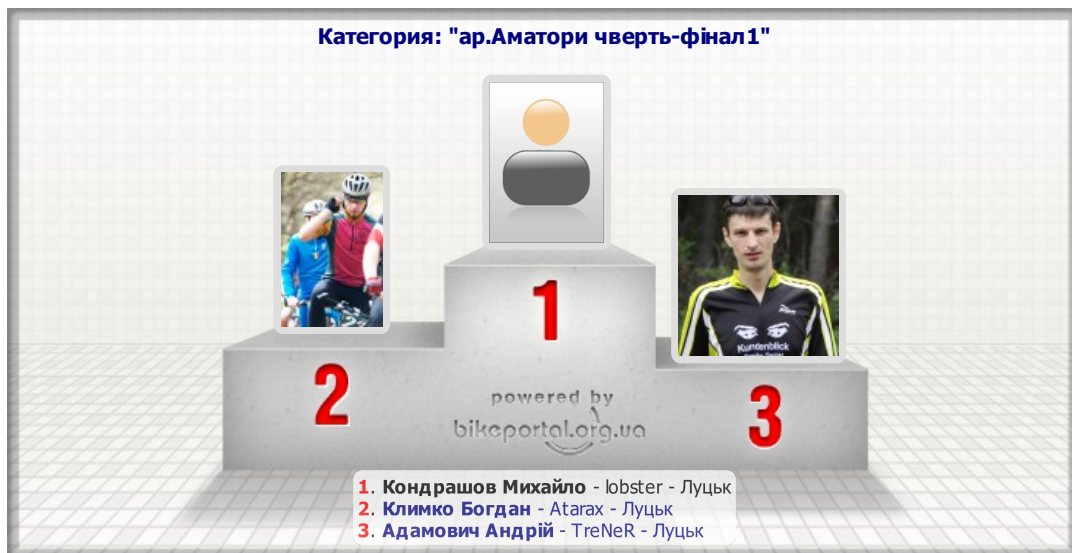 Категория: "ар.Аматори чверть-фінал1"
1
2
3
Kundenblick
powered by
bikeportal.org.ua
1. Кондрашов Михайло - lobster - Луцьк
2. Климко Богдан - Atarax - Луцьк
3. Адамович Андрій - TreNeR - Луцьк